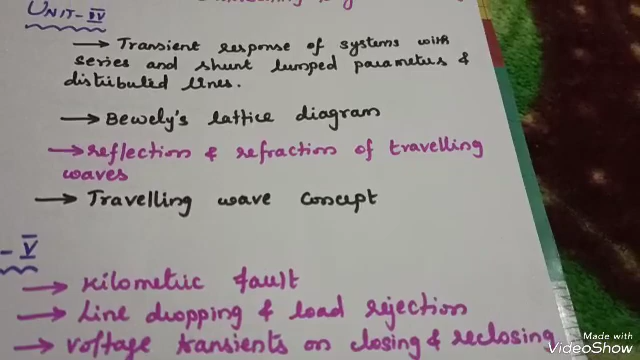 UNIT-IV
→ Transient response of systems with
series and shunt lumped parameters &
distributed lines.
→ Bewely's lattice diagram
→ reflection & refraction of travelling
waves
→ Travelling wave concept
- V
→ kilometric fault
→ Line dropping & load rejection
→ voltage transients on closing & reclosing
Made with
VideoShow